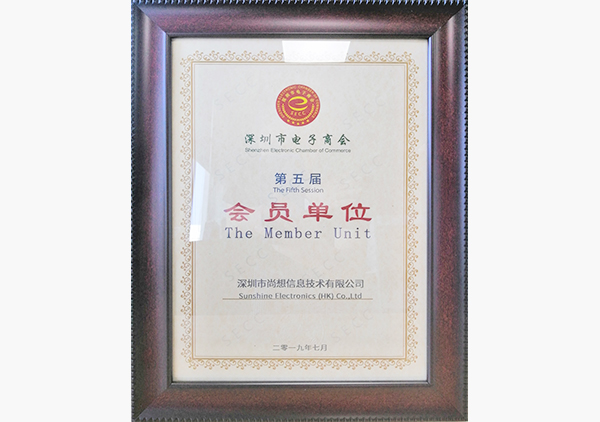 SECC
深圳市电子商会
Shenzhen Electronic Chamber of Commerce
第五届
The Fifth Session
会员单位
The Member Unit
深圳市尚想信息技术有限公司
Sunshine Electronics (HK) Co.,Ltd
二零一九年七月